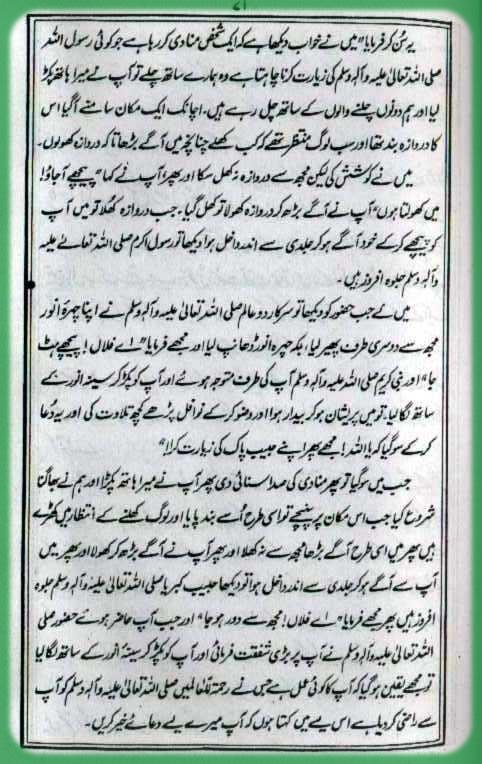 ۷۱
یہ سُن کر فرمایا "میں نے خواب دیکھا ہے کہ ایک شخص منادی کر رہا ہے جو کوئی رسول اللہ
صلی اللہ تعالیٰ علیہ وآلہٖ وسلم کی زیارت کرنا چاہتا ہے وہ ہمارے ساتھ چلے تو آپ نے میرا ہاتھ پکڑ
لیا اور ہم دونوں چلنے والوں کے ساتھ چل رہے ہیں۔ اچانک ایک مکان سامنے آگیا اس
کا دروازہ بند تھا اور سب لوگ منتظر تھے کہ کب کھلے چنانچہ میں آگے بڑھا تاکہ دروازہ کھولوں۔
میں نے کوشش کی لیکن مجھ سے دروازہ نہ کھل سکا اور پھر آپ نے کہا "پیچھے آجاؤ!
میں کھولتا ہوں" آپ نے آگے بڑھ کر دروازہ کھولا تو کھل گیا۔ جب دروازہ کھلا تو میں آپ
کو پیچھے کر کے خود آگے ہو کر جلدی سے اندر داخل ہوا دیکھا تو رسول اکرم صلی اللہ تعالےٰ علیہ
وآلہٖ وسلم جلوہ افروز ہیں۔
میں نے جب حضور کو دیکھا تو سرکار دو عالم صلی اللہ تعالیٰ علیہ وآلہٖ وسلم نے اپنا چہرۂ انور
مجھ سے دوسری طرف پھیر لیا، بلکہ چہرہ انور ڈھانپ لیا اور مجھے فرمایا "اے فلاں! پیچھے ہٹ
جا" اور نبی کریم صلی اللہ علیہ وآلہٖ وسلم آپ کی طرف متوجہ ہوئے اور آپ کو پکڑ کر سینہ انور کے
ساتھ لگا لیا۔ تو میں پریشان ہو کر بیدار ہوا اور وضو کر کے نوافل پڑھے کچھ تلاوت کی اور یہ دُعا
کر کے سو گیا کہ یا اللہ! مجھے پھر اپنے حبیب پاک کی زیارت کرا"
جب میں سو گیا تو پھر منادی کی صدا سنائی دی پھر آپ نے میرا ہاتھ پکڑا اور ہم نے بھاگنا
شروع کیا جب اس مکان پر پہنچے تو اسی طرح اُسے بند پایا اور لوگ کھلنے کے انتظار میں کھڑے
ہیں پھر میں اسی طرح آگے بڑھا مجھ سے نہ کھلا اور پھر آپ نے آگے بڑھ کر کھولا اور پھر میں
آپ سے آگے ہو کر جلدی سے اندر داخل ہوا تو دیکھا حبیب کبریا صلی اللہ تعالیٰ علیہ وآلہٖ وسلم جلوہ
افروز ہیں پھر مجھے فرمایا "اے فلاں! مجھ سے دور ہو جا" اور جب آپ حاضر ہوئے حضور صلی
اللہ تعالیٰ علیہ وآلہٖ وسلم نے آپ پر بڑی شفقت فرمائی اور آپ کو پکڑ کر سینۂ انور کے ساتھ لگا لیا
تو مجھے یقین ہو گیا کہ آپ کا کوئی عمل ہے جس نے رحمۃ للعالمین صلی اللہ تعالیٰ علیہ وآلہٖ وسلم کو آپ
سے راضی کر دیا ہے اس لیے میں کہتا ہوں کہ آپ میرے لیے دعائے خیر کریں۔